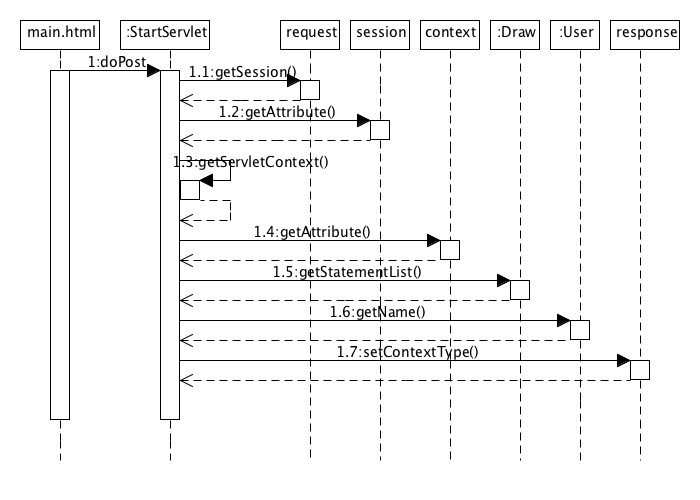 main.html :StartServlet request session context :Draw :User response
1:doPost
1.1:getSession()
1.2:getAttribute()
1.3:getServletContext()
1.4:getAttribute()
1.5:getStatementList()
1.6:getName()
1.7:setContextType()